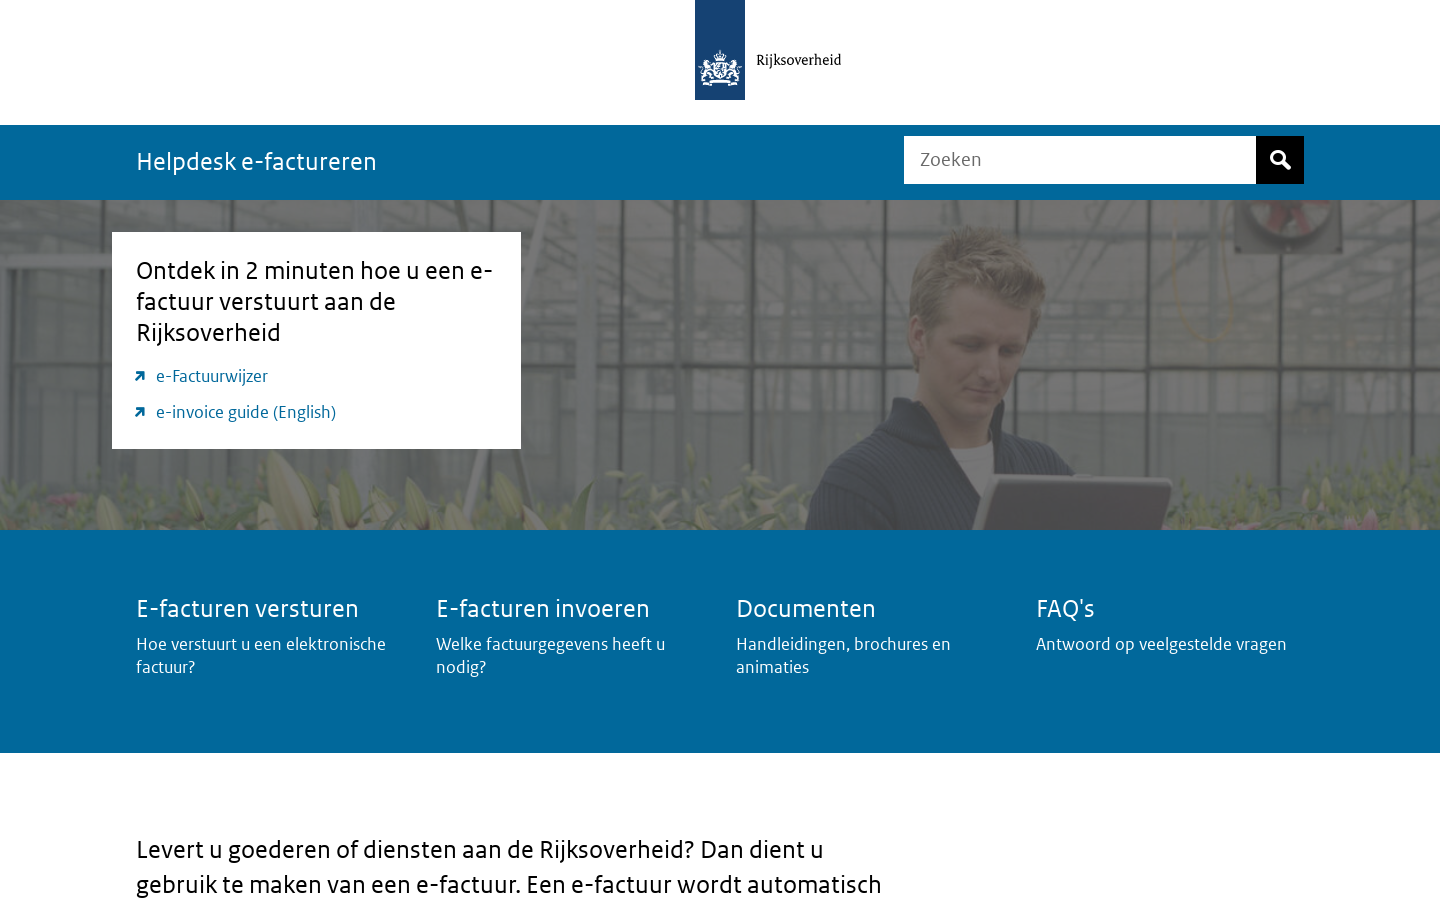 Rijksoverheid
Helpdesk e-factureren
Zoeken
Ontdek in 2 minuten hoe u een e-
factuur verstuurt aan de
Rijksoverheid
e-Factuurwijzer
e-invoice guide (English)
E-facturen versturen
Hoe verstuurt u een elektronische
factuur?
E-facturen invoeren
Welke factuurgegevens heeft u
nodig?
Documenten
Handleidingen, brochures en
animaties
FAQ's
Antwoord op veelgestelde vragen
Levert u goederen of diensten aan de Rijksoverheid? Dan dient u
gebruik te maken van een e-factuur. Een e-factuur wordt automatisch